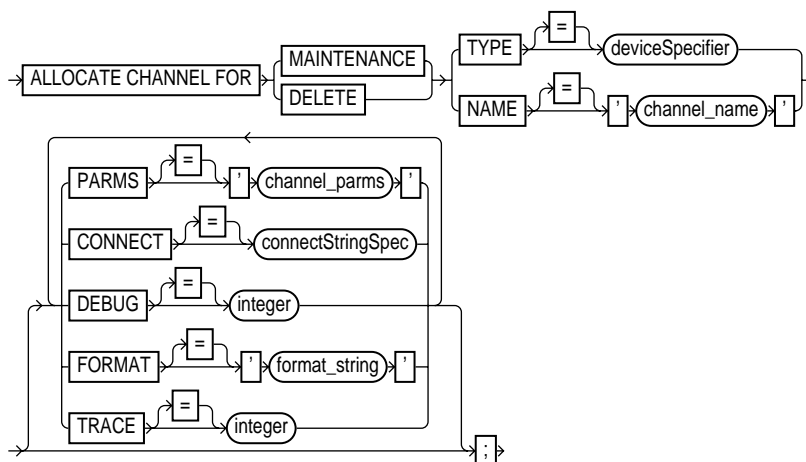 ALLOCATE CHANNEL FOR
MAINTENANCE
DELETE
TYPE = deviceSpecifier
NAME = ' channel_name '
PARMS = ' channel_parms '
CONNECT = connectStringSpec
DEBUG = integer
FORMAT = ' format_string '
TRACE = integer
;